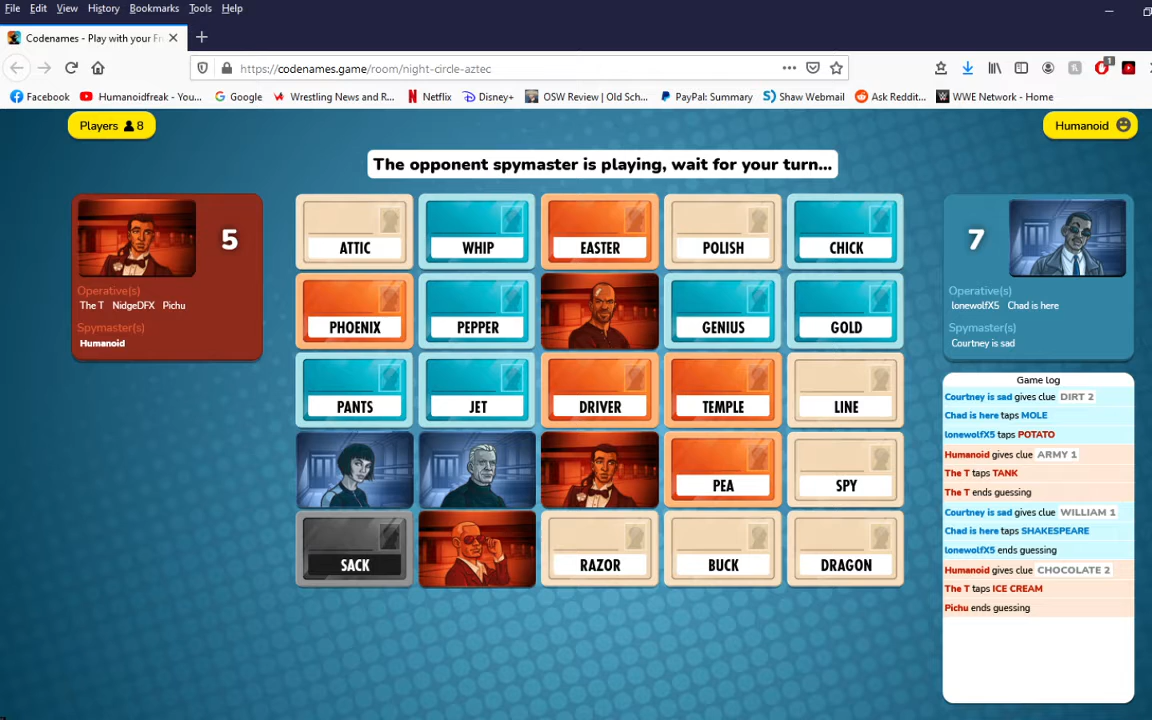 File Edit View History Bookmarks Tools Help
Codenames - Play with your Fr
https://codenames.game/room/night-circle-aztec
1
Facebook Humanoidfreak - You... Google Wrestling News and R... Netflix Disney+ OSW Review | Old Sch... PayPal: Summary Shaw Webmail Ask Reddit... WWE Network - Home
Players 8
Humanoid
The opponent spymaster is playing, wait for your turn...
5
Operative(s)
The T NidgeDFX Pichu
Spymaster(s)
Humanoid
ATTIC WHIP EASTER POLISH CHICK
PHOENIX PEPPER GENIUS GOLD
PANTS JET DRIVER TEMPLE LINE
PEA SPY
SACK RAZOR BUCK DRAGON
7
Operative(s)
lonewolfX5 Chad is here
Spymaster(s)
Courtney is sad
Game log
Courtney is sad gives clue DIRT 2
Chad is here taps MOLE
lonewolfX5 taps POTATO
Humanoid gives clue ARMY 1
The T taps TANK
The T ends guessing
Courtney is sad gives clue WILLIAM 1
Chad is here taps SHAKESPEARE
lonewolfX5 ends guessing
Humanoid gives clue CHOCOLATE 2
The T taps ICE CREAM
Pichu ends guessing